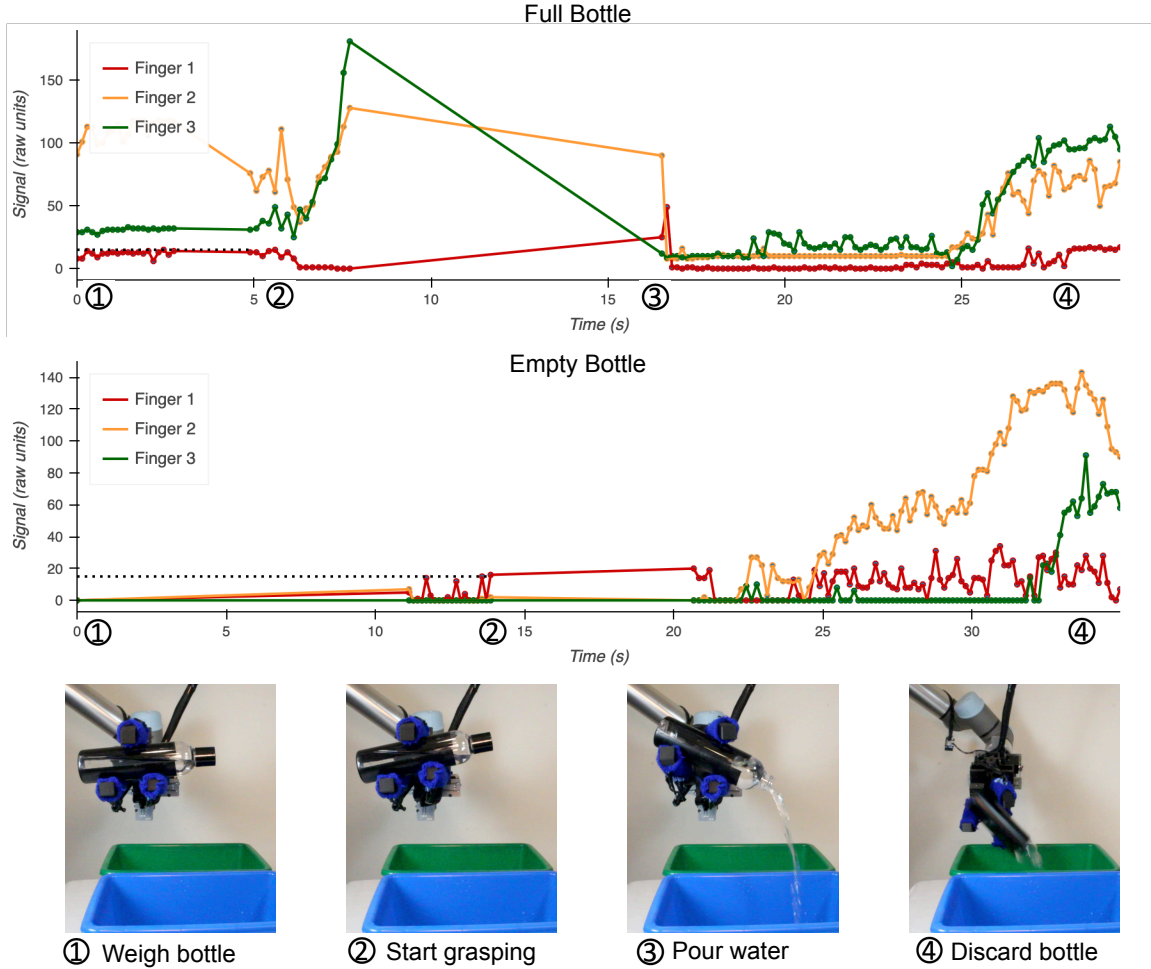 Full Bottle
Signal (raw units)
150
100
50
0
Finger 1
Finger 2
Finger 3
0 5 10 15 20 25
① ② ③ ④
Time (s)
Empty Bottle
Signal (raw units)
140
120
100
80
60
40
20
0
Finger 1
Finger 2
Finger 3
0 5 10 15 20 25 30
① ② ④
Time (s)
① Weigh bottle
② Start grasping
③ Pour water
④ Discard bottle